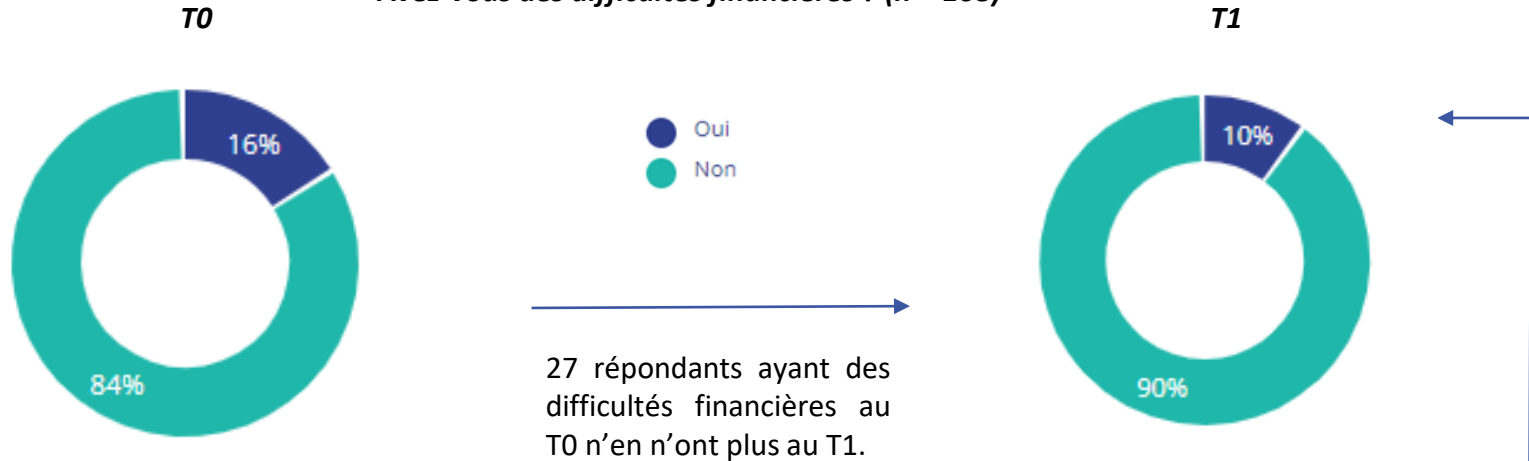 T0
T1
16%
84%
Oui
Non
10%
90%
27 répondants ayant des
difficultés financières au
T0 n'en n'ont plus au T1.